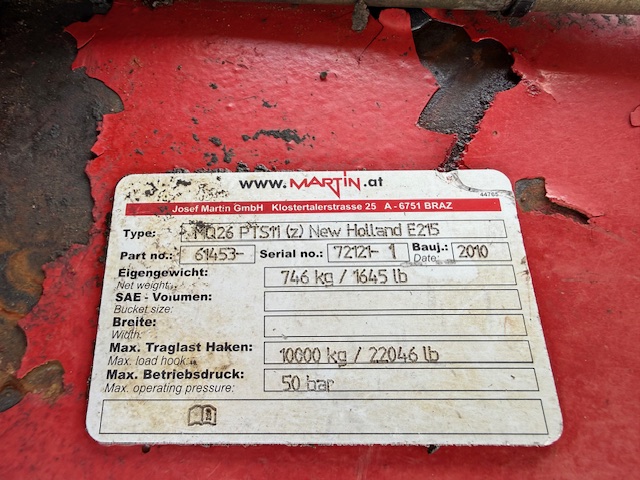 www.MARTIN.at
44765
Josef Martin GmbH Klostertalerstrasse 25 A - 6751 BRAZ
Type: MQ26 PTS11 (z) New Holland E215
Part no.: 61453- Serial no.: 72121- 1 Bauj.: 2010
Date:
Eigengewicht: 746 kg / 1645 lb
Net weight:
SAE - Volumen:
Bucket size:
Breite:
Width:
Max. Traglast Haken: 10000 kg / 22046 lb
Max. load hook:
Max. Betriebsdruck: 50 bar
Max. operating pressure: